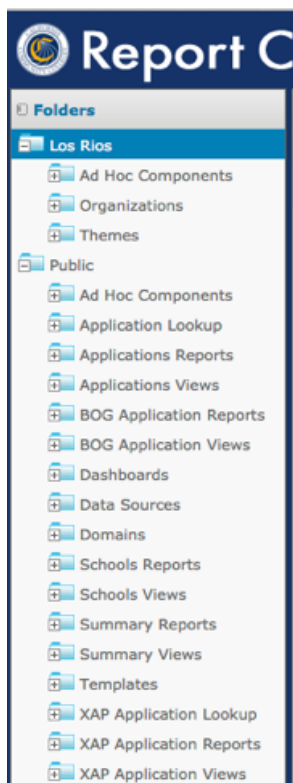 Report C
Folders
Los Rios
Ad Hoc Components
Organizations
Themes
Public
Ad Hoc Components
Application Lookup
Applications Reports
Applications Views
BOG Application Reports
BOG Application Views
Dashboards
Data Sources
Domains
Schools Reports
Schools Views
Summary Reports
Summary Views
Templates
XAP Application Lookup
XAP Application Reports
XAP Application Views